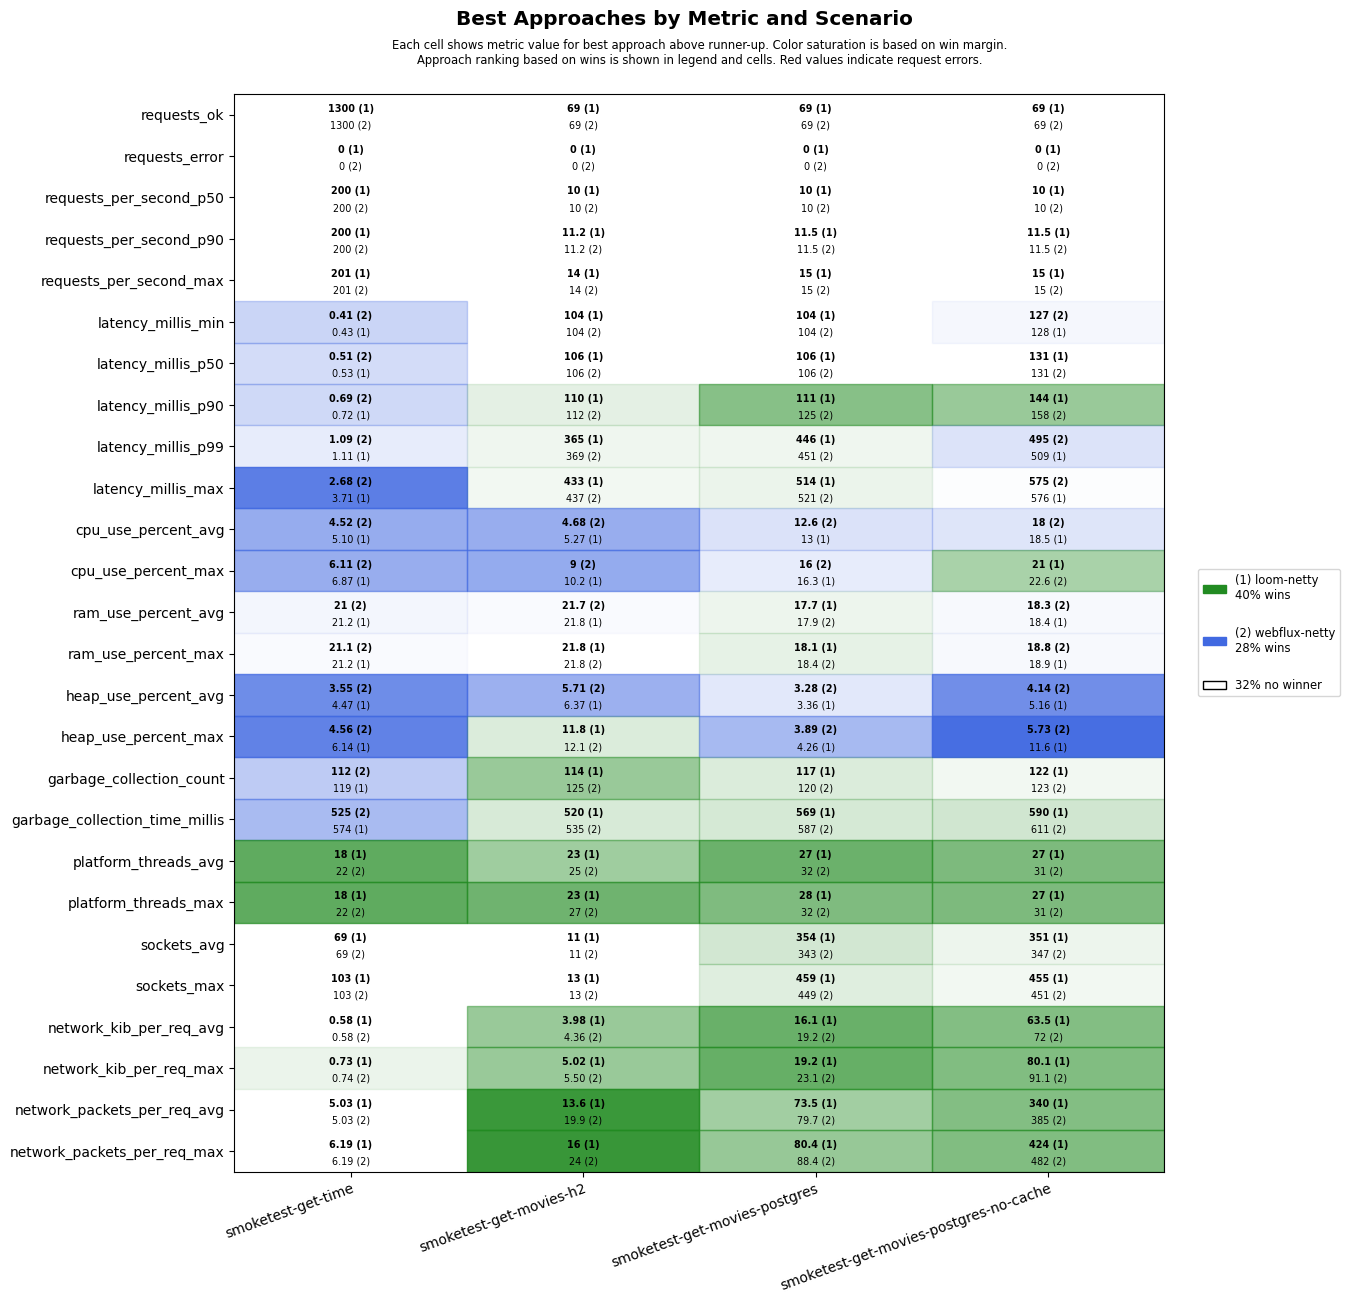 Best Approaches by Metric and Scenario
Each cell shows metric value for best approach above runner-up. Color saturation is based on win margin.
Approach ranking based on wins is shown in legend and cells. Red values indicate request errors.
requests_ok
1300 (1) 69 (1) 69 (1) 69 (1)
1300 (2) 69 (2) 69 (2) 69 (2)
requests_error
0 (1) 0 (1) 0 (1) 0 (1)
0 (2) 0 (2) 0 (2) 0 (2)
requests_per_second_p50
200 (1) 10 (1) 10 (1) 10 (1)
200 (2) 10 (2) 10 (2) 10 (2)
requests_per_second_p90
200 (1) 11.2 (1) 11.5 (1) 11.5 (1)
200 (2) 11.2 (2) 11.5 (2) 11.5 (2)
requests_per_second_max
201 (1) 14 (1) 15 (1) 15 (1)
201 (2) 14 (2) 15 (2) 15 (2)
latency_millis_min
0.41 (2) 104 (1) 104 (1) 127 (2)
0.43 (1) 104 (2) 104 (2) 128 (1)
latency_millis_p50
0.51 (2) 106 (1) 106 (1) 131 (1)
0.53 (1) 106 (2) 106 (2) 131 (2)
latency_millis_p90
0.69 (2) 110 (1) 111 (1) 144 (1)
0.72 (1) 112 (2) 125 (2) 158 (2)
latency_millis_p99
1.09 (2) 365 (1) 446 (1) 495 (2)
1.11 (1) 369 (2) 451 (2) 509 (1)
latency_millis_max
2.68 (2) 433 (1) 514 (1) 575 (2)
3.71 (1) 437 (2) 521 (2) 576 (1)
cpu_use_percent_avg
4.52 (2) 4.68 (2) 12.6 (2) 18 (2)
5.10 (1) 5.27 (1) 13 (1) 18.5 (1)
cpu_use_percent_max
6.11 (2) 9 (2) 16 (2) 21 (1)
6.87 (1) 10.2 (1) 16.3 (1) 22.6 (2)
ram_use_percent_avg
21 (2) 21.7 (2) 17.7 (1) 18.3 (2)
21.2 (1) 21.8 (1) 17.9 (2) 18.4 (1)
ram_use_percent_max
21.1 (2) 21.8 (1) 18.1 (1) 18.8 (2)
21.2 (1) 21.8 (2) 18.4 (2) 18.9 (1)
heap_use_percent_avg
3.55 (2) 5.71 (2) 3.28 (2) 4.14 (2)
4.47 (1) 6.37 (1) 3.36 (1) 5.16 (1)
heap_use_percent_max
4.56 (2) 11.8 (1) 3.89 (2) 5.73 (2)
6.14 (1) 12.1 (2) 4.26 (1) 11.6 (1)
garbage_collection_count
112 (2) 114 (1) 117 (1) 122 (1)
119 (1) 125 (2) 120 (2) 123 (2)
garbage_collection_time_millis
525 (2) 520 (1) 569 (1) 590 (1)
574 (1) 535 (2) 587 (2) 611 (2)
platform_threads_avg
18 (1) 23 (1) 27 (1) 27 (1)
22 (2) 25 (2) 32 (2) 31 (2)
platform_threads_max
18 (1) 23 (1) 28 (1) 27 (1)
22 (2) 27 (2) 32 (2) 31 (2)
sockets_avg
69 (1) 11 (1) 354 (1) 351 (1)
69 (2) 11 (2) 343 (2) 347 (2)
sockets_max
103 (1) 13 (1) 459 (1) 455 (1)
103 (2) 13 (2) 449 (2) 451 (2)
network_kib_per_req_avg
0.58 (1) 3.98 (1) 16.1 (1) 63.5 (1)
0.58 (2) 4.36 (2) 19.2 (2) 72 (2)
network_kib_per_req_max
0.73 (1) 5.02 (1) 19.2 (1) 80.1 (1)
0.74 (2) 5.50 (2) 23.1 (2) 91.1 (2)
network_packets_per_req_avg
5.03 (1) 13.6 (1) 73.5 (1) 340 (1)
5.03 (2) 19.9 (2) 79.7 (2) 385 (2)
network_packets_per_req_max
6.19 (1) 16 (1) 80.4 (1) 424 (1)
6.19 (2) 24 (2) 88.4 (2) 482 (2)
smoketest-get-time
smoketest-get-movies-h2
smoketest-get-movies-postgres
smoketest-get-movies-postgres-no-cache
(1) loom-netty
40% wins
(2) webflux-netty
28% wins
32% no winner